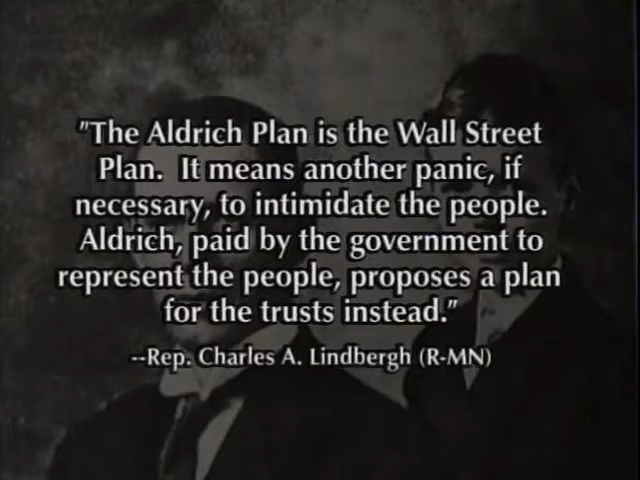 "The Aldrich Plan is the Wall Street
Plan.  It means another panic, if
necessary, to intimidate the people.
Aldrich, paid by the government to
represent the people, proposes a plan
for the trusts instead."
--Rep. Charles A. Lindbergh (R-MN)